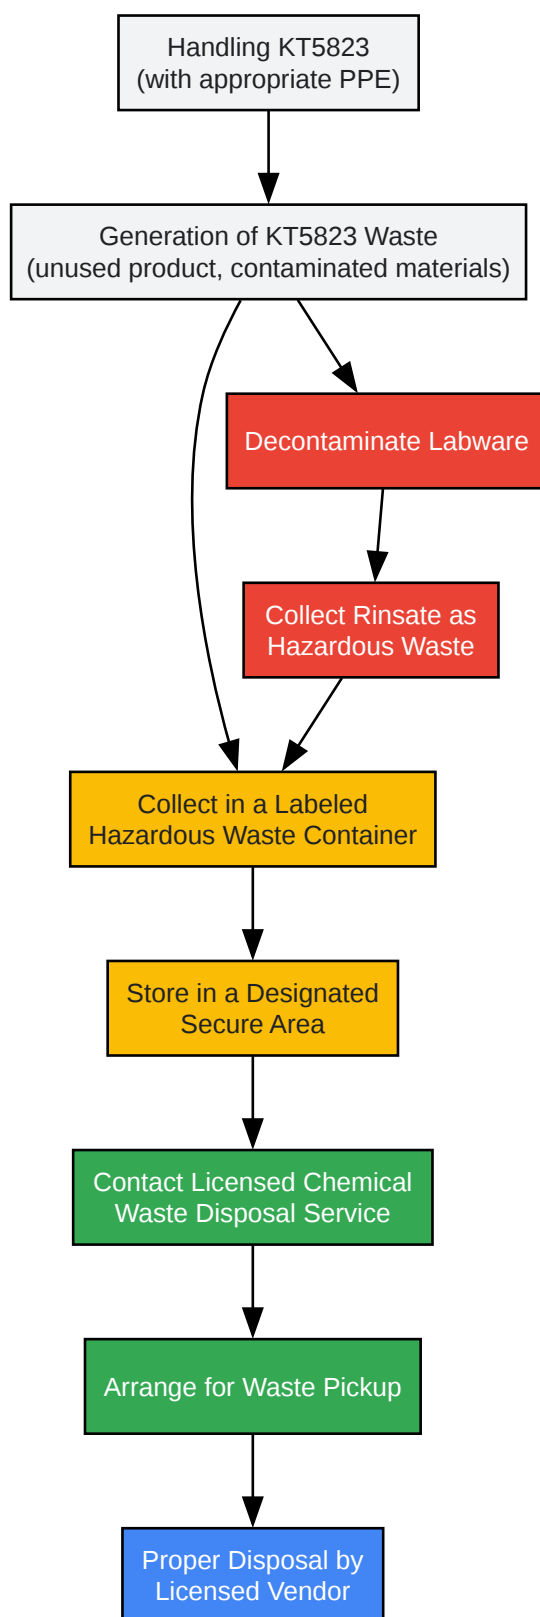 Handling KT5823
(with appropriate PPE)
Generation of KT5823 Waste
(unused product, contaminated materials)
Decontaminate Labware
Collect Rinsate as
Hazardous Waste
Collect in a Labeled
Hazardous Waste Container
Store in a Designated
Secure Area
Contact Licensed Chemical
Waste Disposal Service
Arrange for Waste Pickup
Proper Disposal by
Licensed Vendor